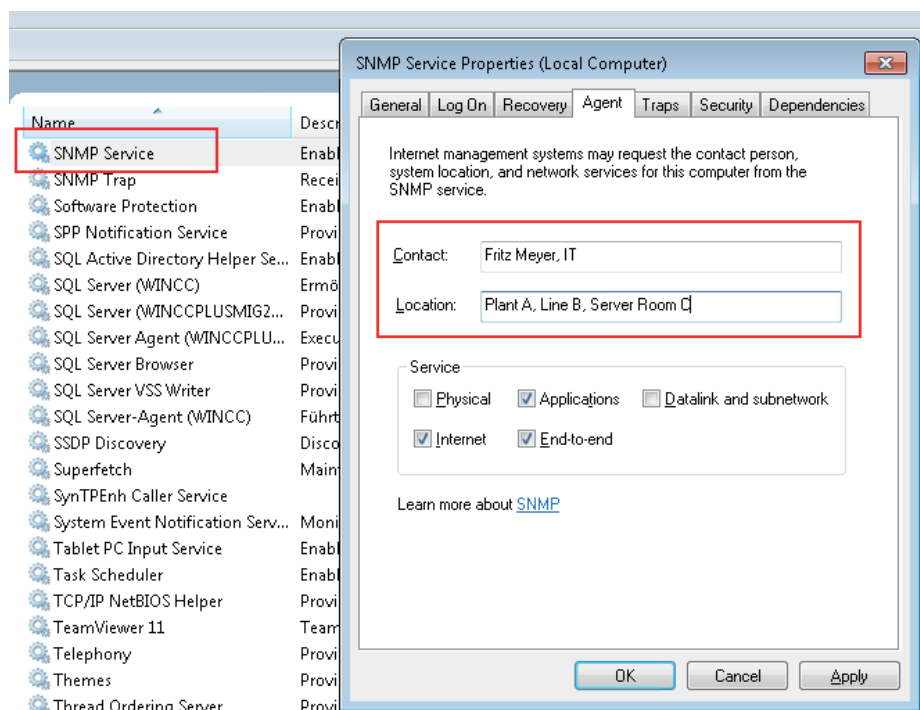 SNMP Service Properties (Local Computer)
General
Log On
Recovery
Agent
Traps
Security
Dependencies
Internet management systems may request the contact person,
system location, and network services for this computer from the
SNMP service.
Contact: Fritz Meyer, IT
Location: Plant A, Line B, Server Room C
Service
Physical
Applications
Datalink and subnetwork
Internet
End-to-end
Learn more about SNMP
OK
Cancel
Apply
Name Descr
SNMP Service Enabl
SNMP Trap Recei
Software Protection Enabl
SPP Notification Service Provi
SQL Active Directory Helper Se... Enabl
SQL Server (WINCC) Ermö
SQL Server (WINCCPLUSMIG2... Provi
SQL Server Agent (WINCCPLU... Execu
SQL Server Browser Provi
SQL Server VSS Writer Provi
SQL Server-Agent (WINCC) Führt
SSDP Discovery Disco
Superfetch Main
SynTPEnh Caller Service
System Event Notification Serv... Moni
Tablet PC Input Service Enabl
Task Scheduler Enabl
TCP/IP NetBIOS Helper Provi
TeamViewer 11 Team
Telephony Provi
Themes Provi
Thread Ordering Server Provi